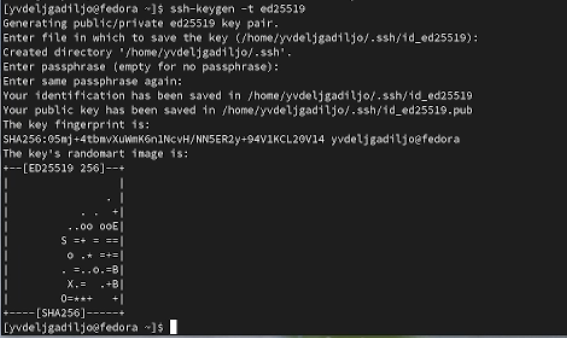 [yvdeljgadiljo@fedora ~]$ ssh-keygen -t ed25519
Generating public/private ed25519 key pair.
Enter file in which to save the key (/home/yvdeljgadiljo/.ssh/id_ed25519):
Created directory '/home/yvdeljgadiljo/.ssh'.
Enter passphrase (empty for no passphrase):
Enter same passphrase again:
Your identification has been saved in /home/yvdeljgadiljo/.ssh/id_ed25519
Your public key has been saved in /home/yvdeljgadiljo/.ssh/id_ed25519.pub
The key fingerprint is:
SHA256:05mj+4tbmvXuWmK6n1NcvH/NN5ER2y+94V1KCL20V14 yvdeljgadiljo@fedora
The key's randomart image is:
+--[ED25519 256]--+
|                 |
|               . |
|           . .  +|
|         ..oo ooE|
|        S =+ = ==|
|         o .* =+=|
|        . =..o.=B|
|         X.=  .+B|
|        O=**+   +|
+----[SHA256]-----+
[yvdeljgadiljo@fedora ~]$